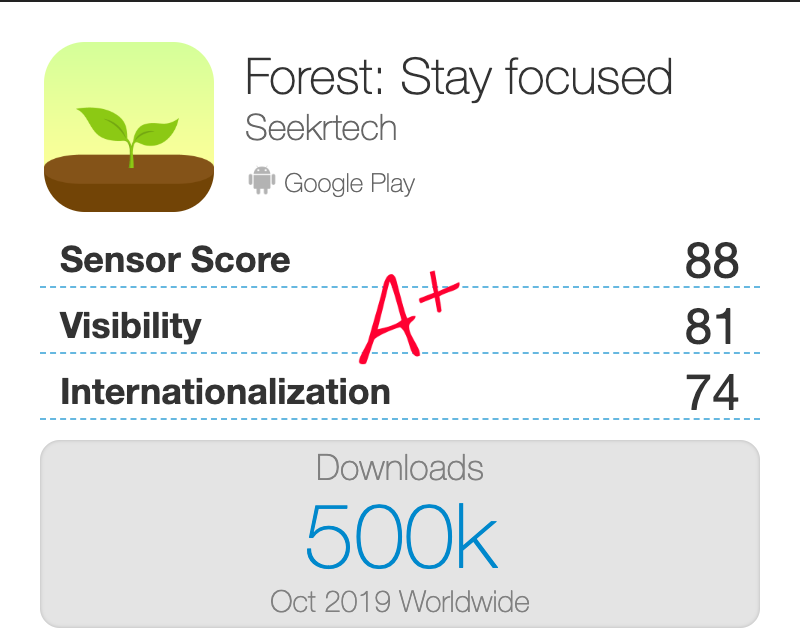 Forest: Stay focused
Seekrtech
Google Play
Sensor Score 88
A+
Visibility 81
Internationalization 74
Downloads
500k
Oct 2019 Worldwide